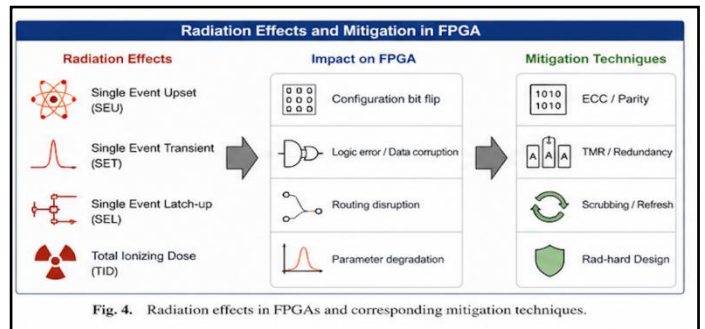 Radiation Effects and Mitigation in FPGA
Radiation Effects
Impact on FPGA
Mitigation Techniques
Single Event Upset
(SEU)
Configuration bit flip
1010
1010
ECC / Parity
Single Event Transient
(SET)
Logic error / Data corruption
A A A
TMR / Redundancy
Single Event Latch-up
(SEL)
Routing disruption
Scrubbing / Refresh
Total Ionizing Dose
(TID)
Parameter degradation
Rad-hard Design
Fig. 4. Radiation effects in FPGAs and corresponding mitigation techniques.